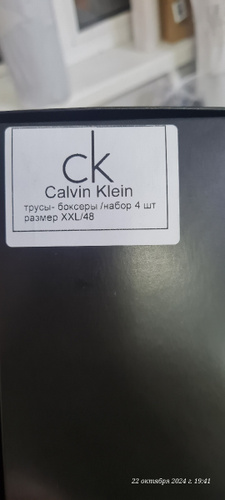 ck
Calvin Klein
трусы- боксеры /набор 4 шт
размер XXL/48
22 октября 2024 г. 19:41